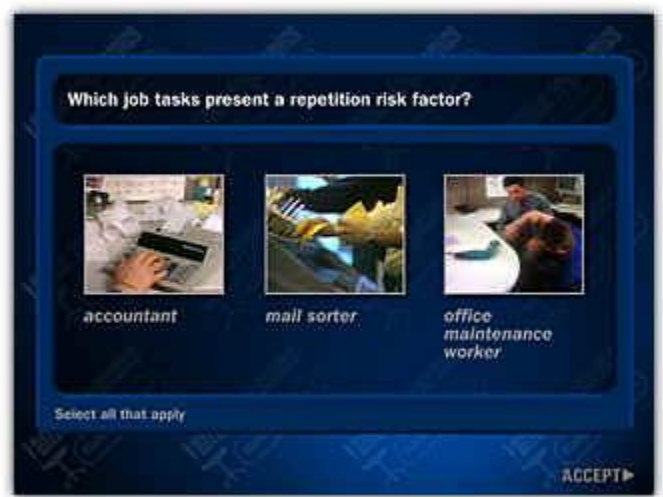 Which job tasks present a repetition risk factor?
accountant
mail sorter
office
maintenance
worker
Select all that apply
ACCEPT